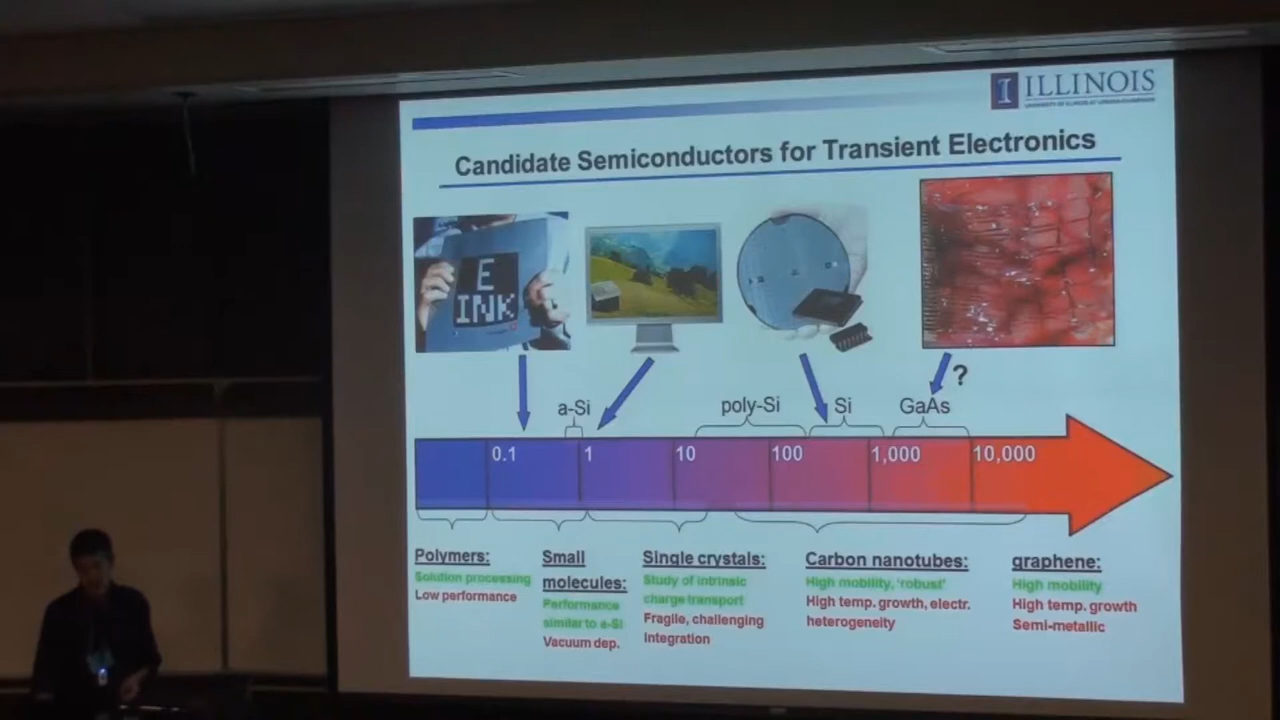 I ILLINOIS
UNIVERSITY OF ILLINOIS AT URBANA-CHAMPAIGN
Candidate Semiconductors for Transient Electronics
E
INK
?
a-Si
poly-Si
Si
GaAs
0.1
1
10
100
1,000
10,000
Polymers:
Solution processing
Low performance
Small
molecules:
Performance
similar to a-Si
Vacuum dep.
Single crystals:
Study of intrinsic
charge transport
Fragile, challenging
integration
Carbon nanotubes:
High mobility, 'robust'
High temp. growth, electr.
heterogeneity
graphene:
High mobility
High temp. growth
Semi-metallic